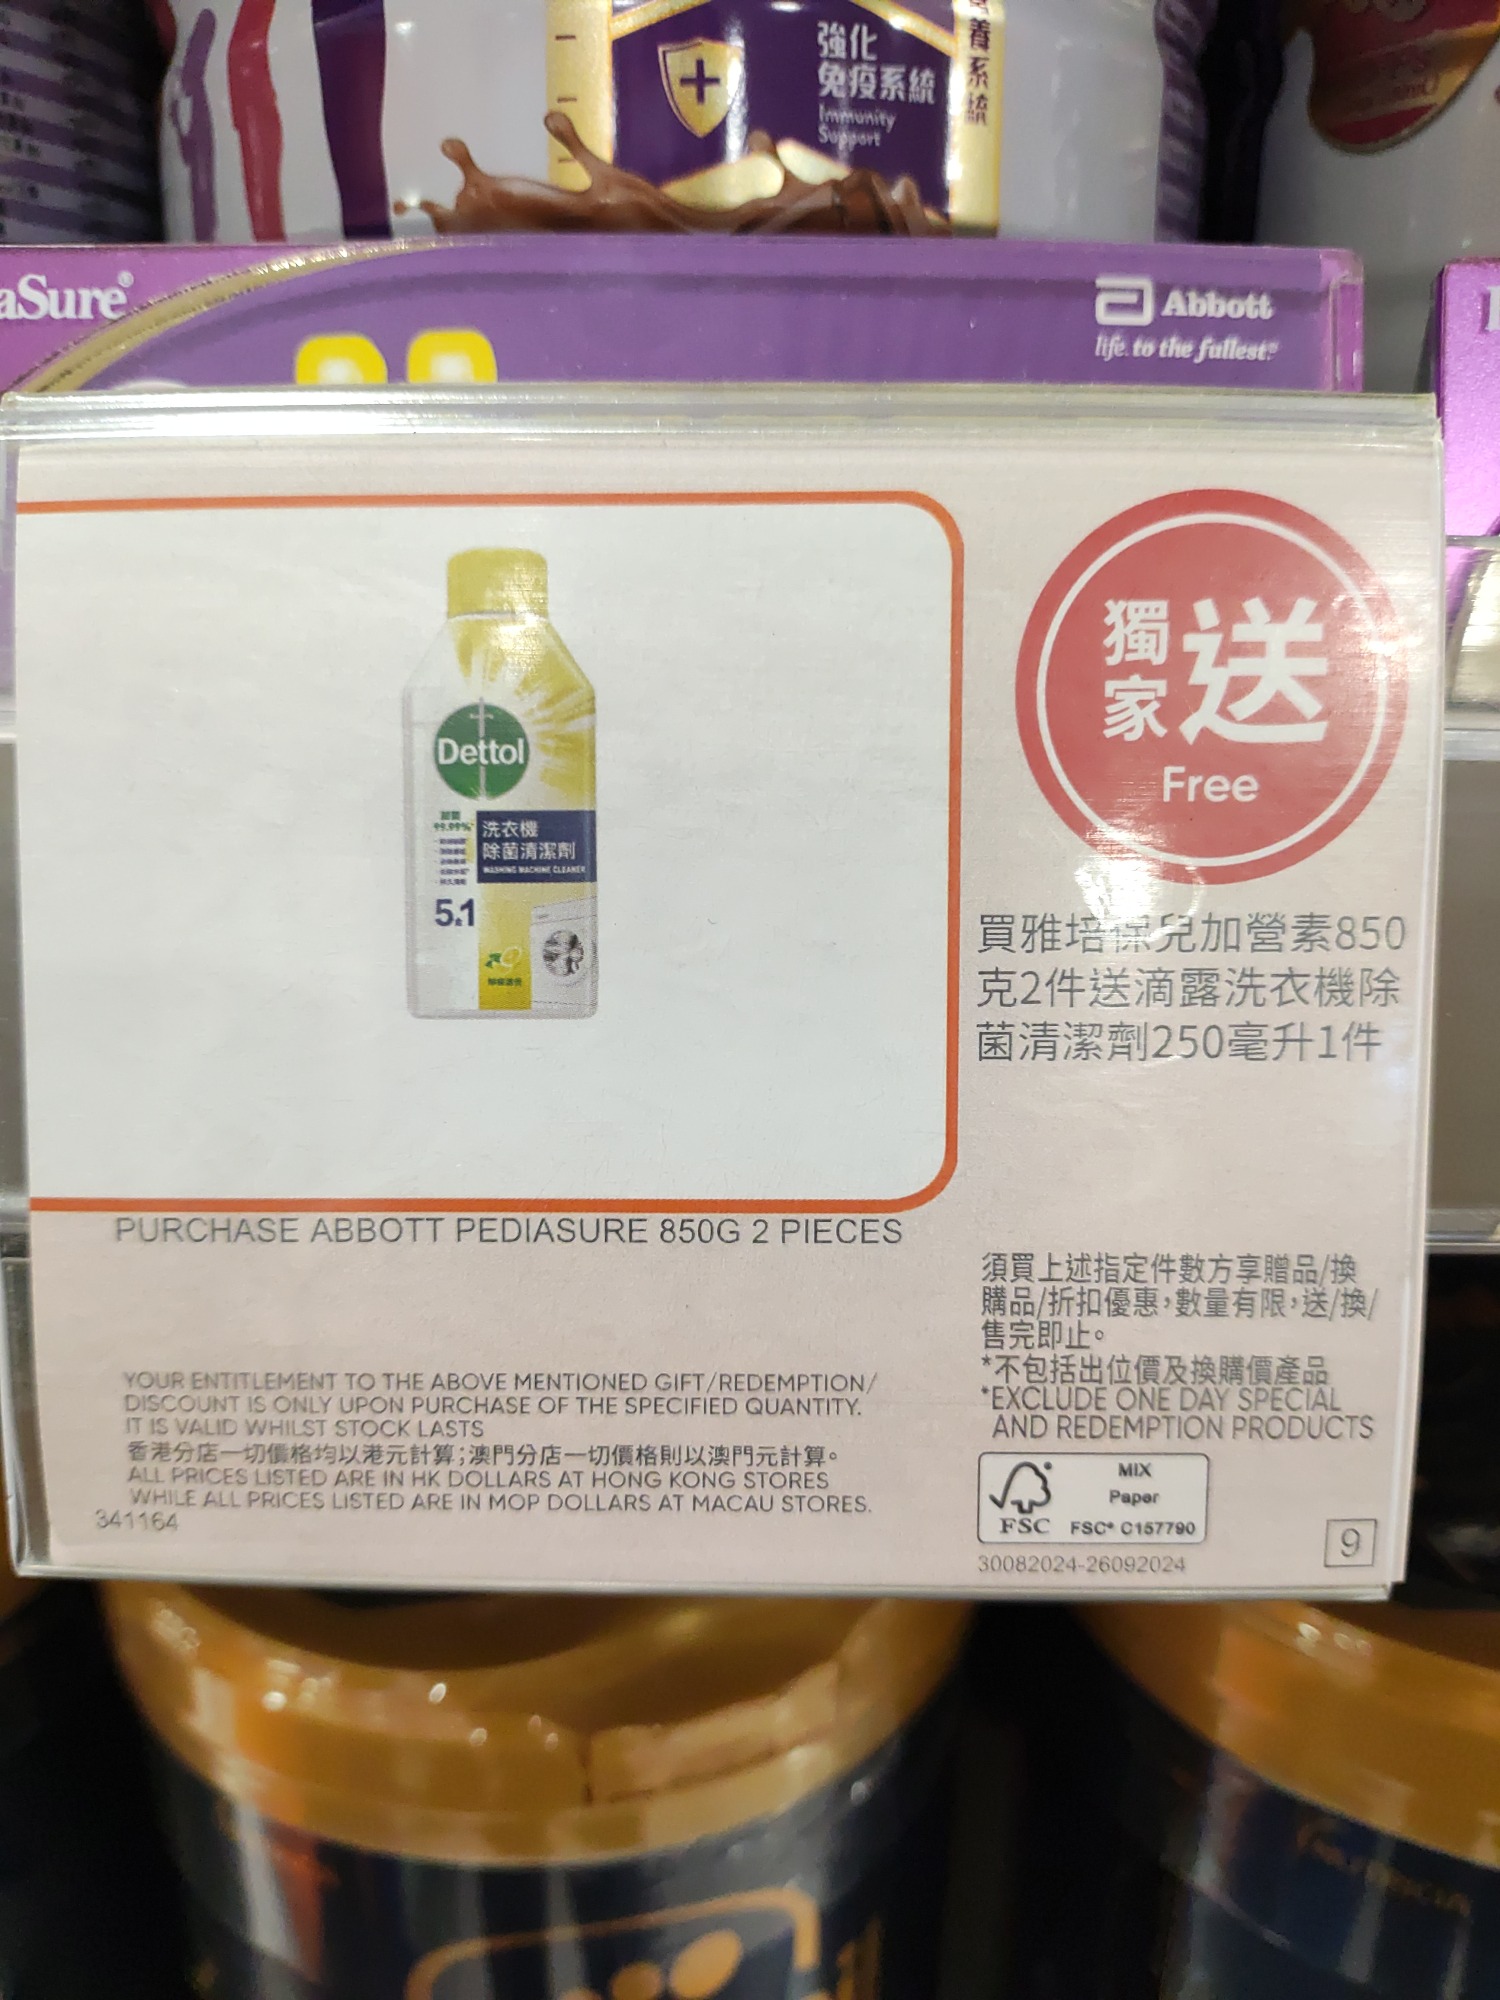 強化
免疫系統
Immunity
Support
養系統
aSure®
Abbott
life. to the fullest.®
Dettol
99.99%
洗衣機
除菌清潔劑
WASHING MACHINE CLEANER
5in1
獨家送
Free
買雅培保兒加營素850
克2件送滴露洗衣機除
菌清潔劑250毫升1件
PURCHASE ABBOTT PEDIASURE 850G 2 PIECES
須買上述指定件數方享贈品/換
購品/折扣優惠，數量有限，送/換/
售完即止。
*不包括出位價及換購價產品
*EXCLUDE ONE DAY SPECIAL
AND REDEMPTION PRODUCTS
YOUR ENTITLEMENT TO THE ABOVE MENTIONED GIFT/REDEMPTION/
DISCOUNT IS ONLY UPON PURCHASE OF THE SPECIFIED QUANTITY.
IT IS VALID WHILST STOCK LASTS
香港分店一切價格均以港元計算；澳門分店一切價格則以澳門元計算。
ALL PRICES LISTED ARE IN HK DOLLARS AT HONG KONG STORES
WHILE ALL PRICES LISTED ARE IN MOP DOLLARS AT MACAU STORES.
341164
MIX
Paper
FSC FSC® C157790
30082024-26092024
9